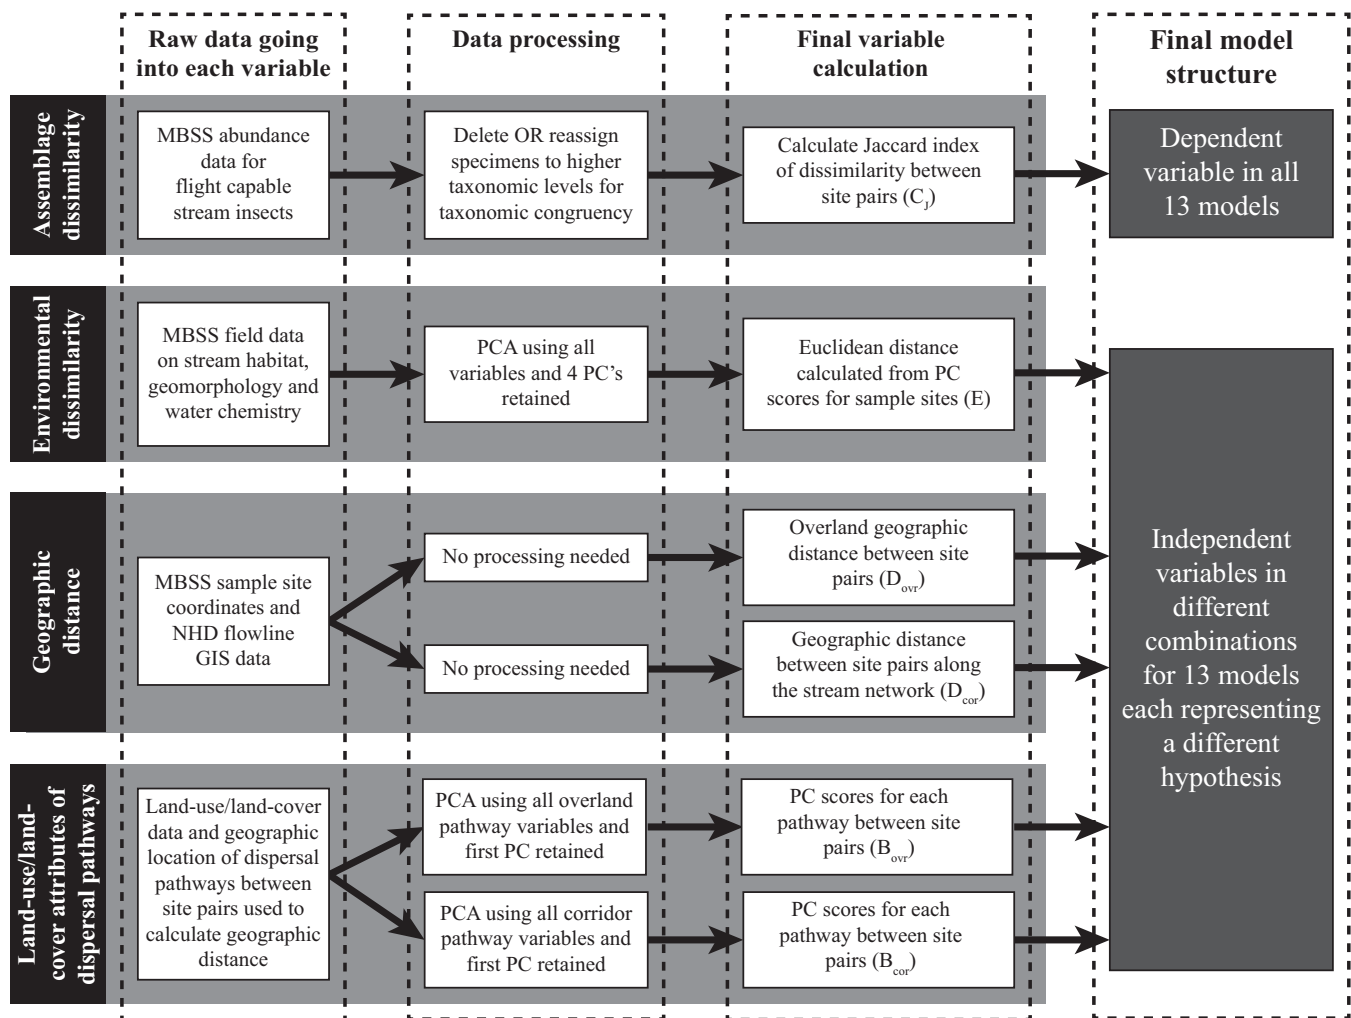 Raw data going
into each variable
Data processing
Final variable
calculation
Final model
structure
Assemblage
dissimilarity
MBSS abundance
data for
flight capable
stream insects
Delete OR reassign
specimens to higher
taxonomic levels for
taxonomic congruency
Calculate Jaccard index
of dissimilarity between
site pairs (C_J)
Dependent
variable in all
13 models
Environmental
dissimilarity
MBSS field data
on stream habitat,
geomorphology and
water chemistry
PCA using all
variables and 4 PC's
retained
Euclidean distance
calculated from PC
scores for sample sites (E)
Geographic
distance
MBSS sample site
coordinates and
NHD flowline
GIS data
No processing needed
Overland geographic
distance between site
pairs (D_ovr)
No processing needed
Geographic distance
between site pairs along
the stream network (D_cor)
Land-use/land-
cover attributes of
dispersal pathways
Land-use/land-cover
data and geographic
location of dispersal
pathways between
site pairs used to
calculate geographic
distance
PCA using all overland
pathway variables and
first PC retained
PC scores for each
pathway between site
pairs (B_ovr)
PCA using all corridor
pathway variables and
first PC retained
PC scores for each
pathway between site
pairs (B_cor)
Independent
variables in
different
combinations
for 13 models
each representing
a different
hypothesis